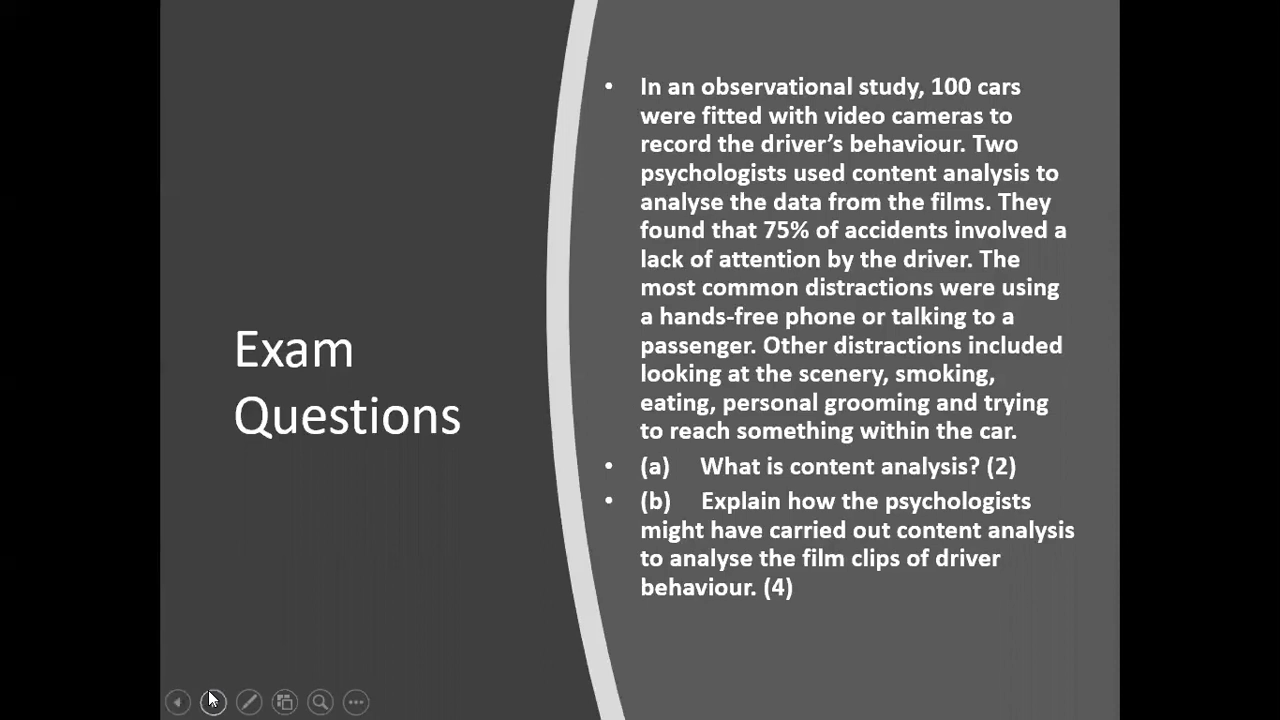 Exam
Questions
• In an observational study, 100 cars
were fitted with video cameras to
record the driver’s behaviour. Two
psychologists used content analysis to
analyse the data from the films. They
found that 75% of accidents involved a
lack of attention by the driver. The
most common distractions were using
a hands-free phone or talking to a
passenger. Other distractions included
looking at the scenery, smoking,
eating, personal grooming and trying
to reach something within the car.
• (a) What is content analysis? (2)
• (b) Explain how the psychologists
might have carried out content analysis
to analyse the film clips of driver
behaviour. (4)